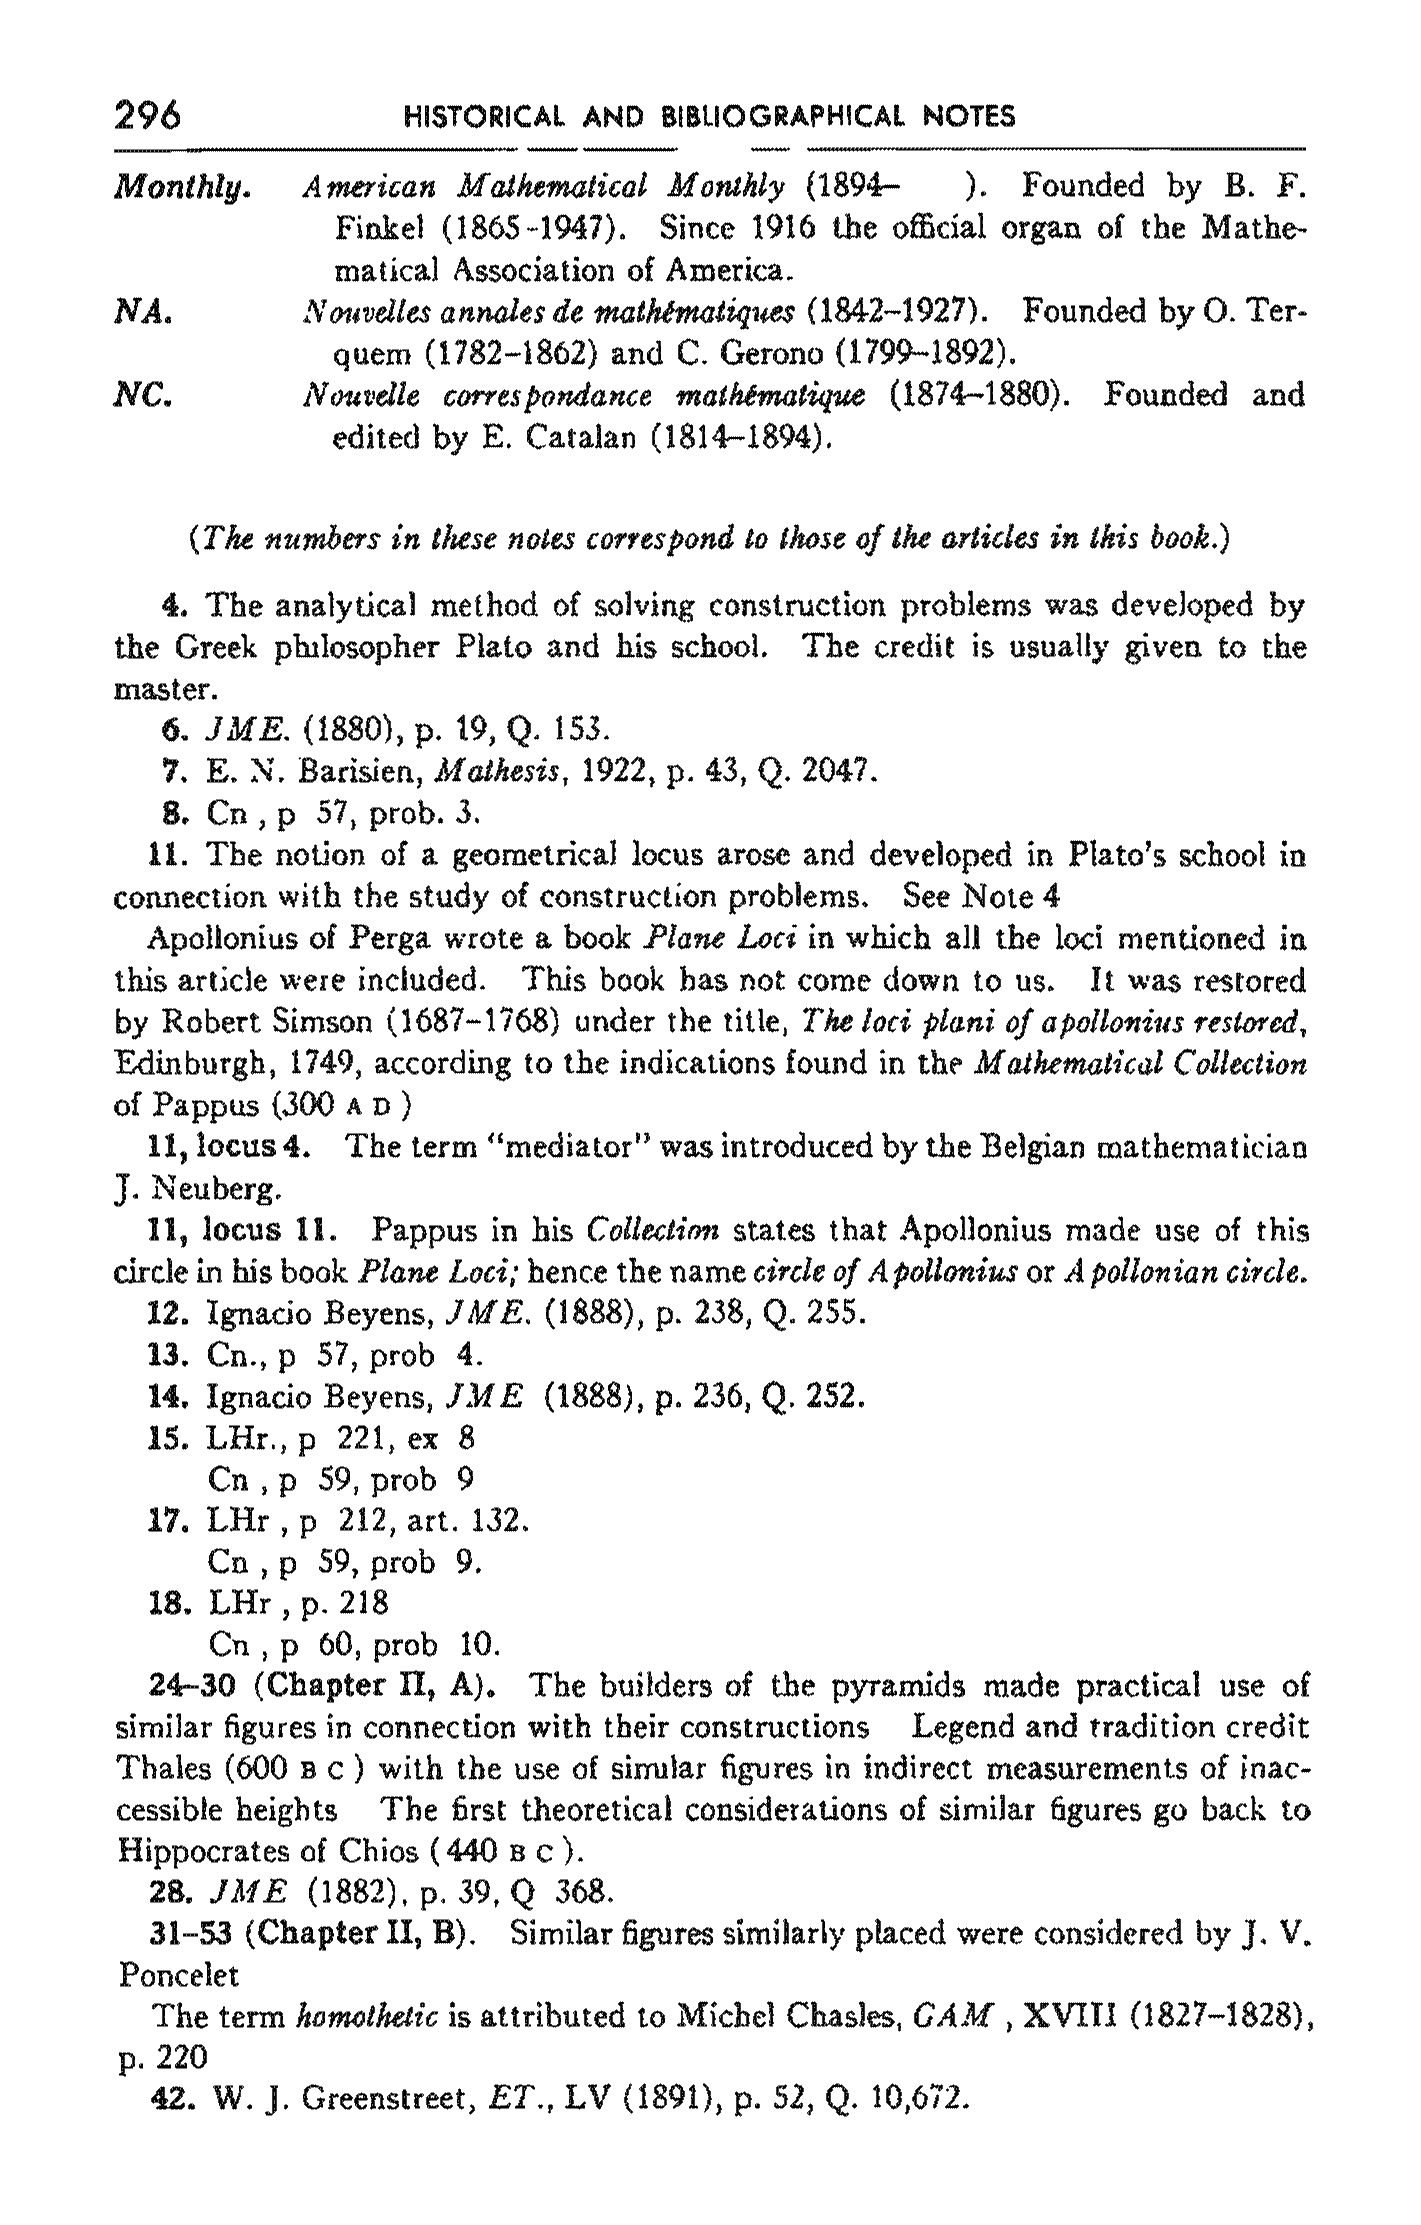 296 HISTORICAL AND BIBLIOGRAPHICAL NOTES
Monthly. American Mathematical Monthly (1894– ). Founded by B. F.
Finkel (1865-1947). Since 1916 the official organ of the Mathe-
matical Association of America.
NA. Nouvelles annales de mathématiques (1842–1927). Founded by O. Ter-
quem (1782–1862) and C. Gerono (1799–1892).
NC. Nouvelle correspondance mathématique (1874–1880). Founded and
edited by E. Catalan (1814–1894).
(The numbers in these notes correspond to those of the articles in this book.)
4. The analytical method of solving construction problems was developed by
the Greek philosopher Plato and his school. The credit is usually given to the
master.
6. JME. (1880), p. 19, Q. 153.
7. E. N. Barisien, Mathesis, 1922, p. 43, Q. 2047.
8. Cn , p 57, prob. 3.
11. The notion of a geometrical locus arose and developed in Plato's school in
connection with the study of construction problems. See Note 4
Apollonius of Perga wrote a book Plane Loci in which all the loci mentioned in
this article were included. This book has not come down to us. It was restored
by Robert Simson (1687–1768) under the title, The loci plani of apollonius restored,
Edinburgh, 1749, according to the indications found in the Mathematical Collection
of Pappus (300 A D )
11, locus 4. The term "mediator" was introduced by the Belgian mathematician
J. Neuberg.
11, locus 11. Pappus in his Collection states that Apollonius made use of this
circle in his book Plane Loci; hence the name circle of Apollonius or Apollonian circle.
12. Ignacio Beyens, JME. (1888), p. 238, Q. 255.
13. Cn., p 57, prob 4.
14. Ignacio Beyens, JME (1888), p. 236, Q. 252.
15. LHr., p 221, ex 8
Cn , p 59, prob 9
17. LHr , p 212, art. 132.
Cn , p 59, prob 9.
18. LHr , p. 218
Cn , p 60, prob 10.
24–30 (Chapter II, A). The builders of the pyramids made practical use of
similar figures in connection with their constructions Legend and tradition credit
Thales (600 B C ) with the use of similar figures in indirect measurements of inac-
cessible heights The first theoretical considerations of similar figures go back to
Hippocrates of Chios (440 B C ).
28. JME (1882), p. 39, Q 368.
31–53 (Chapter II, B). Similar figures similarly placed were considered by J. V.
Poncelet
The term homothetic is attributed to Michel Chasles, GAM , XVIII (1827–1828),
p. 220
42. W. J. Greenstreet, ET., LV (1891), p. 52, Q. 10,672.